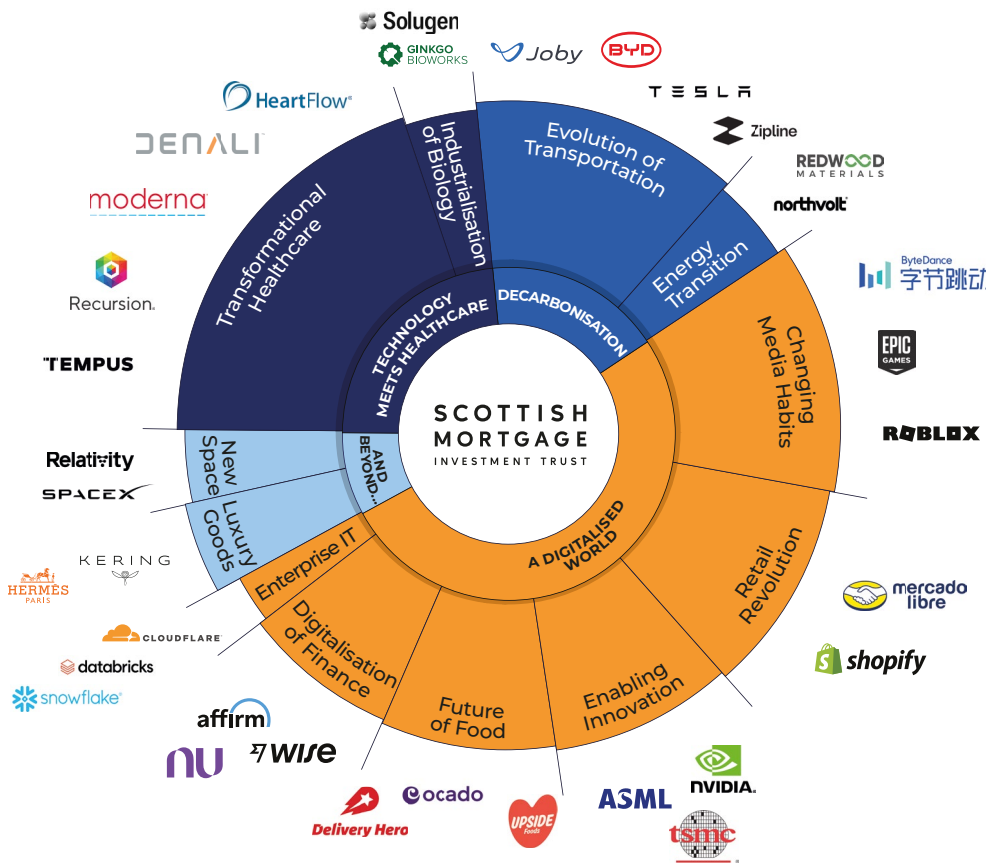 Solugen
GINKGO
BIOWORKS
Joby
BYD
TESLA
Zipline
REDWOOD
MATERIALS
northvolt
HeartFlow®
DENALI
moderna
Recursion®
TEMPUS
Relativity
SPACEX
KERING
HERMÈS
PARIS
CLOUDFLARE
databricks
snowflake®
affirm
nu
WISE
Delivery Hero
ocado
UPSIDE
Foods
ASML
NVIDIA.
tsmc
shopify
mercado
libre
ROBLOX
EPIC
GAMES
ByteDance
字节跳动
Transformational
Healthcare
Industrialisation
of Biology
Evolution of
Transportation
Energy
Transition
Changing
Media Habits
Retail
Revolution
Enabling
Innovation
Future
of Food
Digitalisation
of Finance
Enterprise IT
Luxury
Goods
New
Space
TECHNOLOGY
MEETS HEALTHCARE
DECARBONISATION
A DIGITALISED
WORLD
AND
BEYOND...
SCOTTISH
MORTGAGE
INVESTMENT TRUST